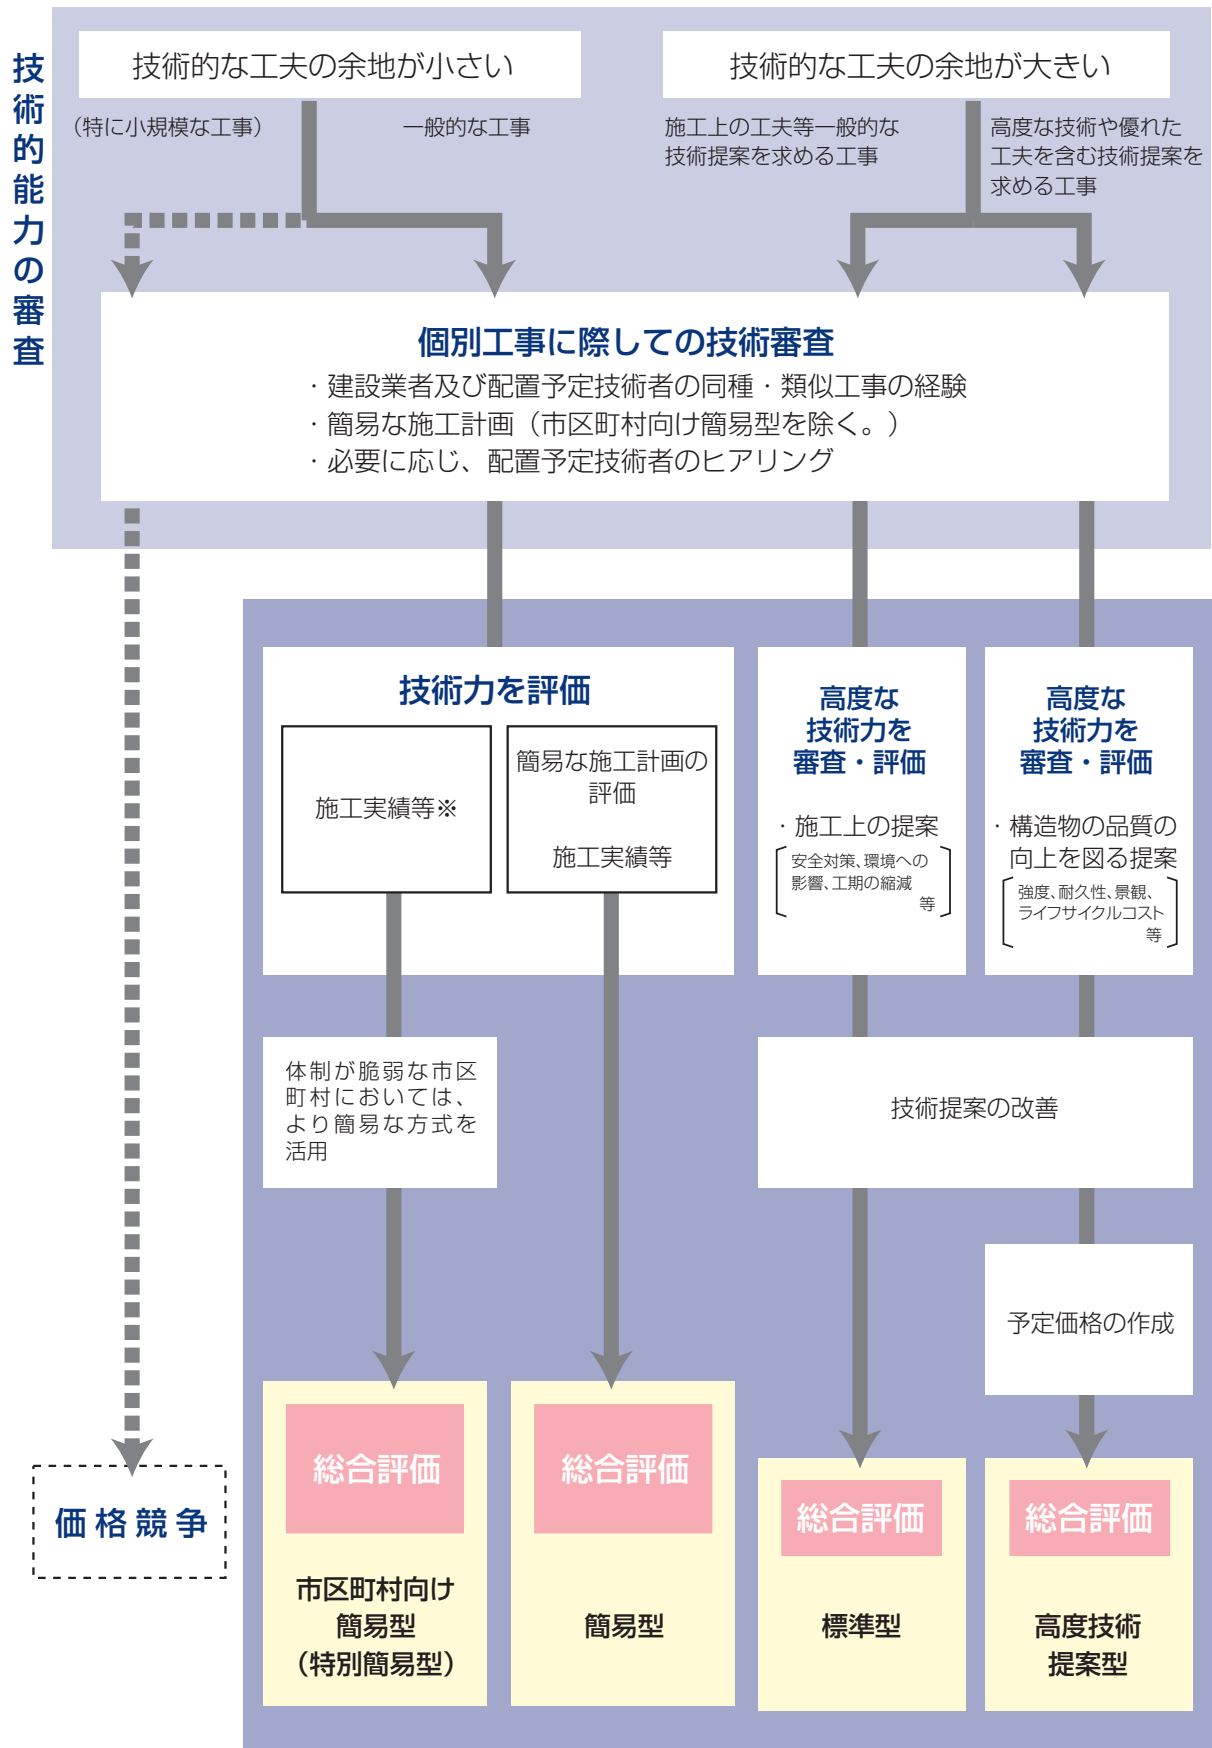 技術的能力の審査
技術的な工夫の余地が小さい
技術的な工夫の余地が大きい
（特に小規模な工事）
一般的な工事
施工上の工夫等一般的な
技術提案を求める工事
高度な技術や優れた
工夫を含む技術提案を
求める工事
個別工事に際しての技術審査
・建設業者及び配置予定技術者の同種・類似工事の経験
・簡易な施工計画（市区町村向け簡易型を除く。）
・必要に応じ、配置予定技術者のヒアリング
技術力を評価
施工実績等※
簡易な施工計画の
評価
施工実績等
高度な
技術力を
審査・評価
・施工上の提案
安全対策、環境への
影響、工期の縮減
等
高度な
技術力を
審査・評価
・構造物の品質の
向上を図る提案
強度、耐久性、景観、
ライフサイクルコスト
等
体制が脆弱な市区
町村においては、
より簡易な方式を
活用
技術提案の改善
予定価格の作成
価格競争
総合評価
市区町村向け
簡易型
（特別簡易型）
総合評価
簡易型
総合評価
標準型
総合評価
高度技術
提案型